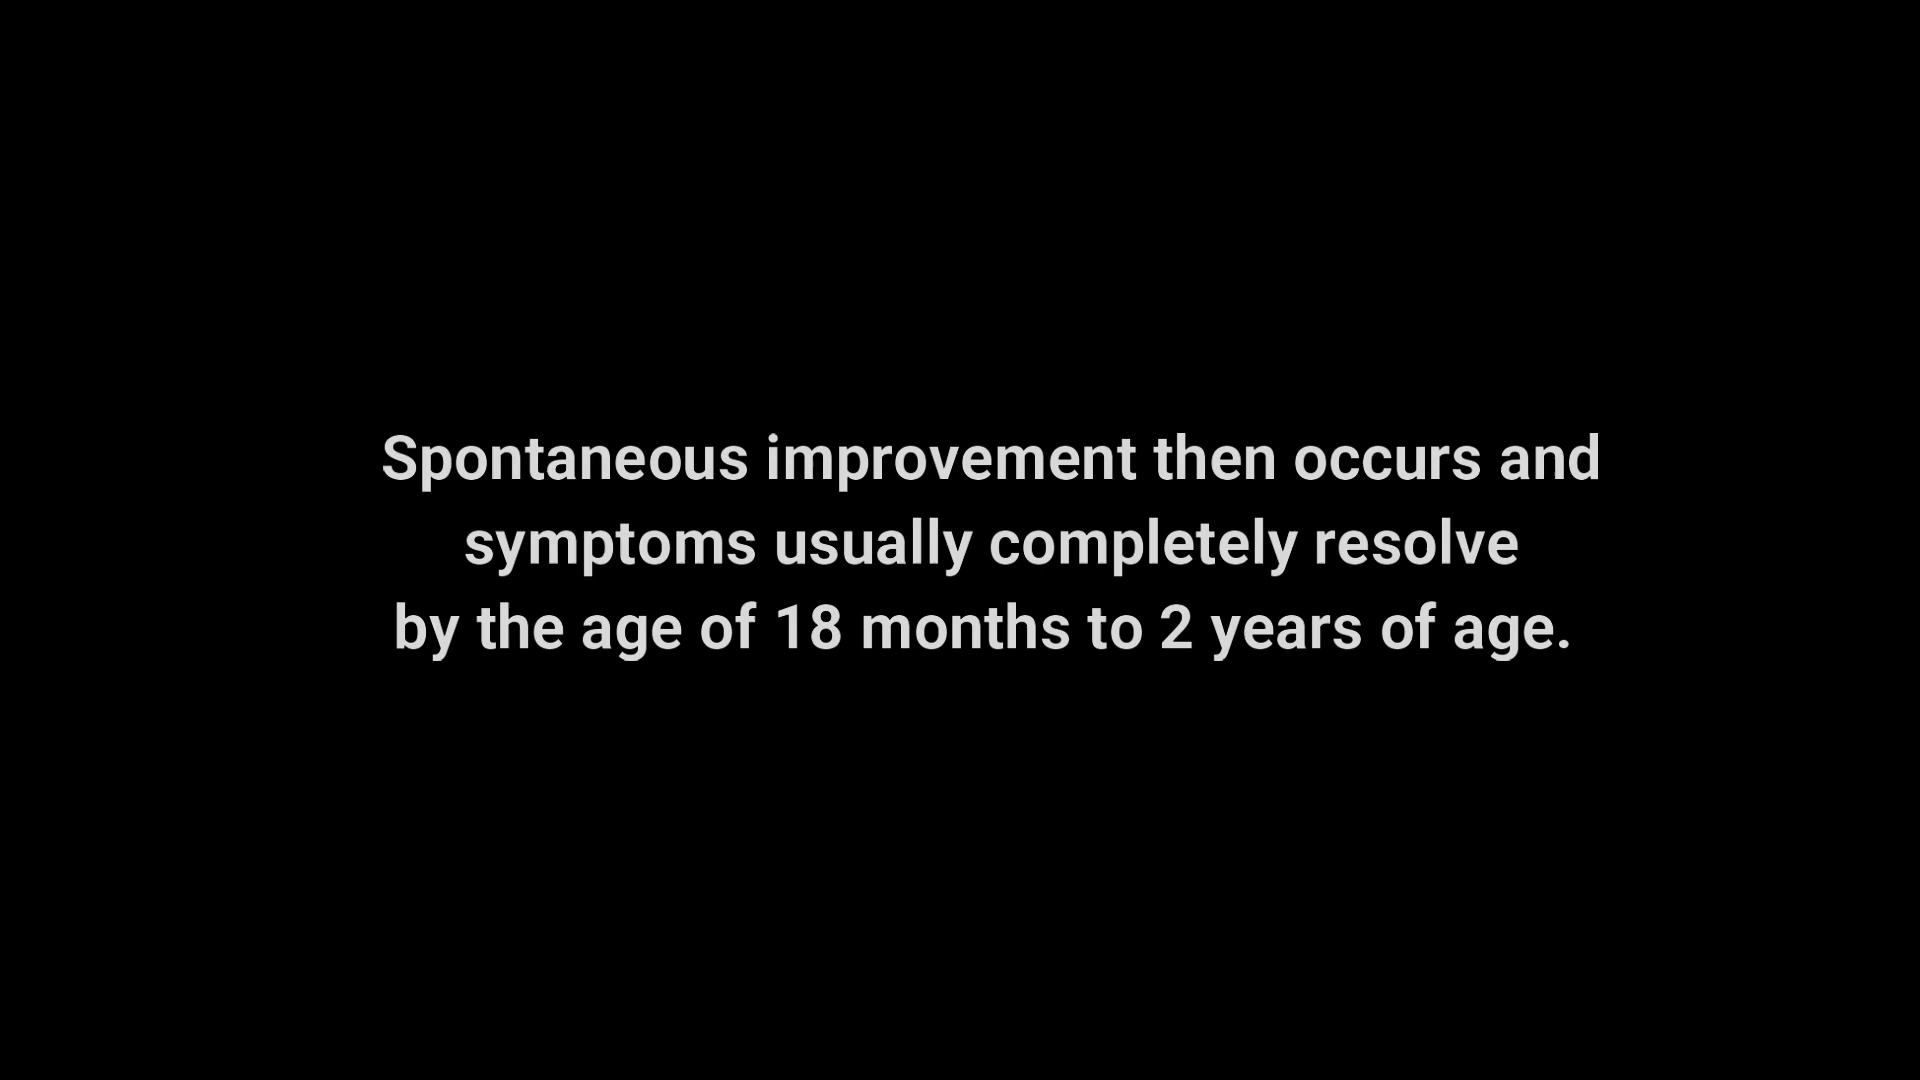 Spontaneous improvement then occurs and
symptoms usually completely resolve
by the age of 18 months to 2 years of age.